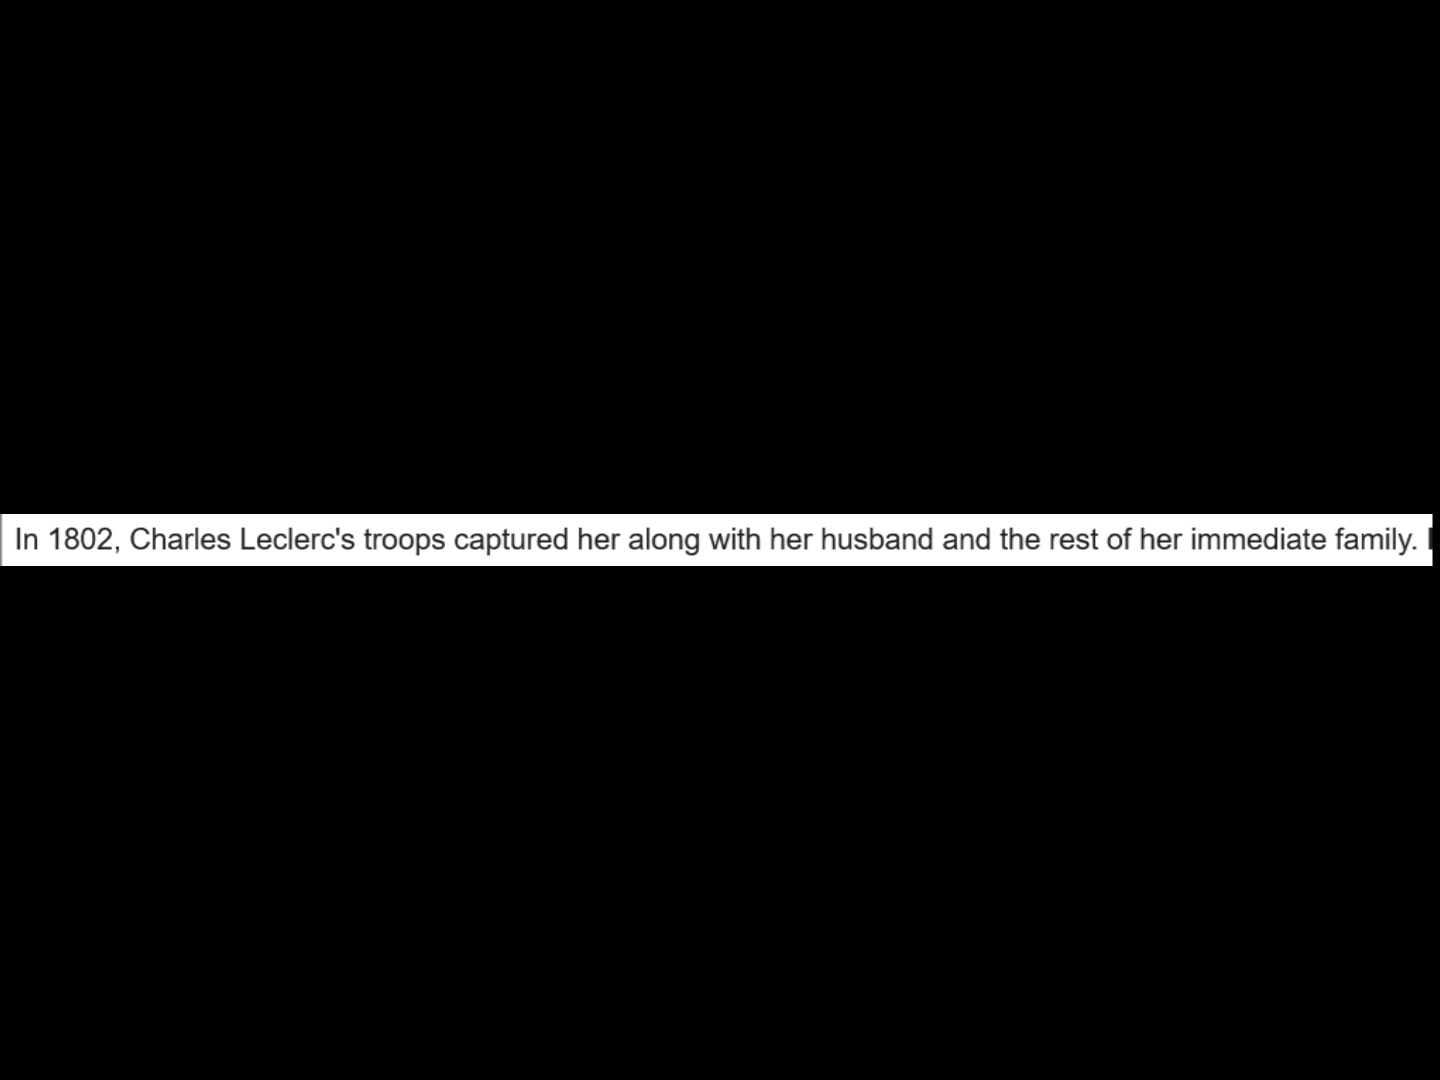 In 1802, Charles Leclerc's troops captured her along with her husband and the rest of her immediate family.